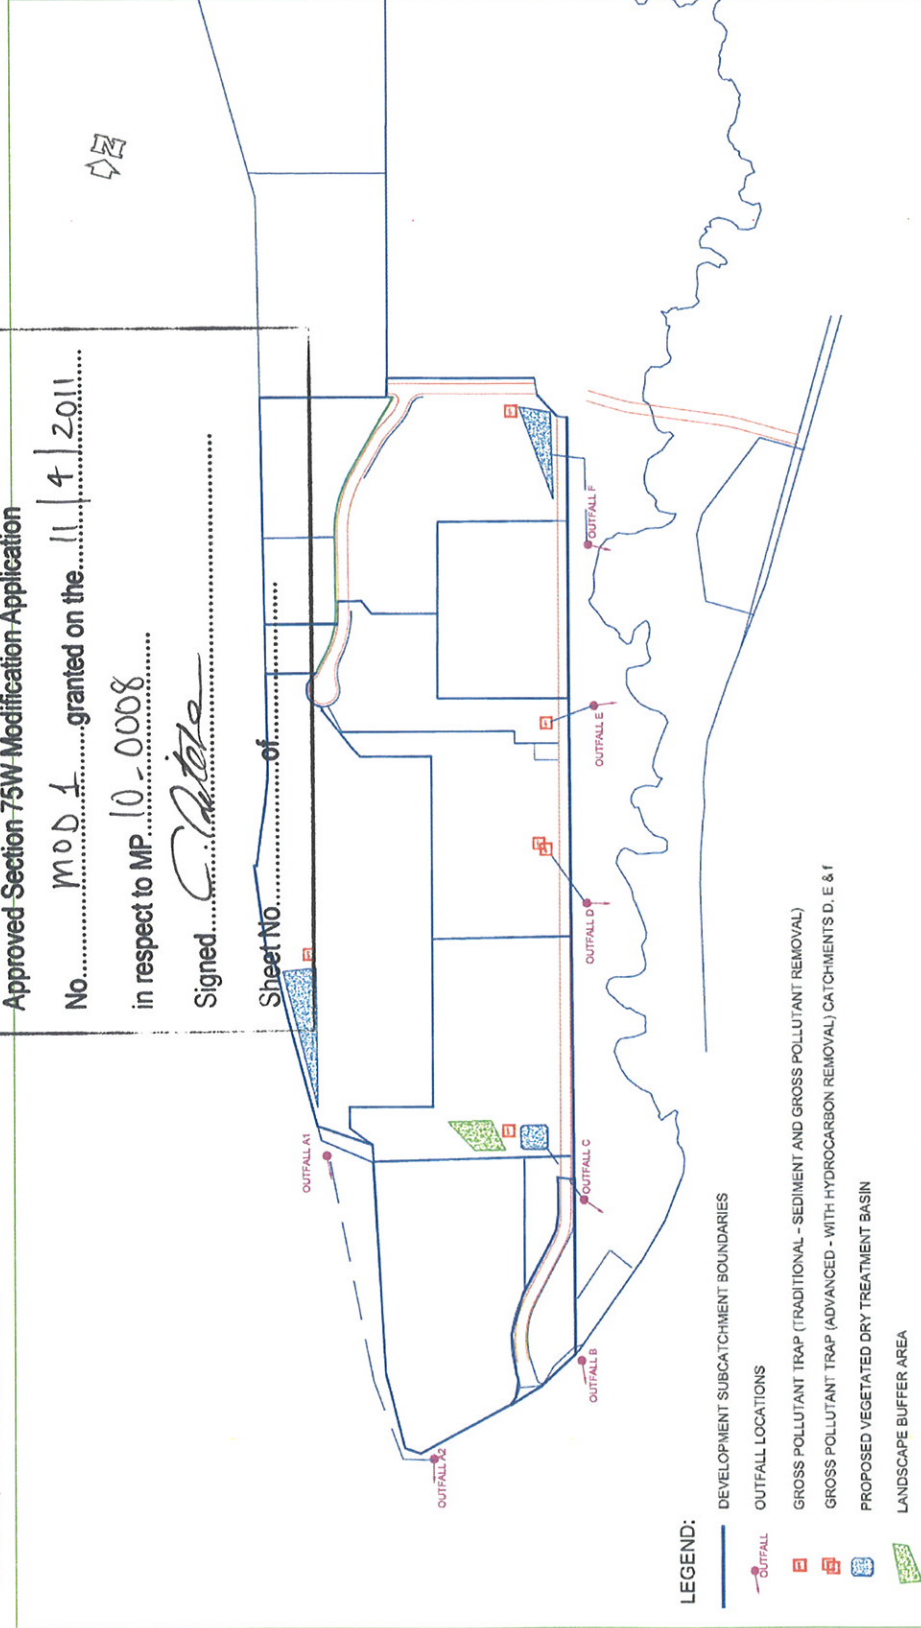 Approved Section 75W Modification Application
No. MOD 1 granted on the 11/4/2011
in respect to MP 10_0008
Signed
Sheet No. of
N
OUTFALL A1
OUTFALL A2
OUTFALL B
OUTFALL C
OUTFALL D
OUTFALL E
OUTFALL F
LEGEND:
DEVELOPMENT SUBCATCHMENT BOUNDARIES
OUTFALL
OUTFALL LOCATIONS
GROSS POLLUTANT TRAP (TRADITIONAL - SEDIMENT AND GROSS POLLUTANT REMOVAL)
GROSS POLLUTANT TRAP (ADVANCED - WITH HYDROCARBON REMOVAL) CATCHMENTS D, E & f
PROPOSED VEGETATED DRY TREATMENT BASIN
LANDSCAPE BUFFER AREA